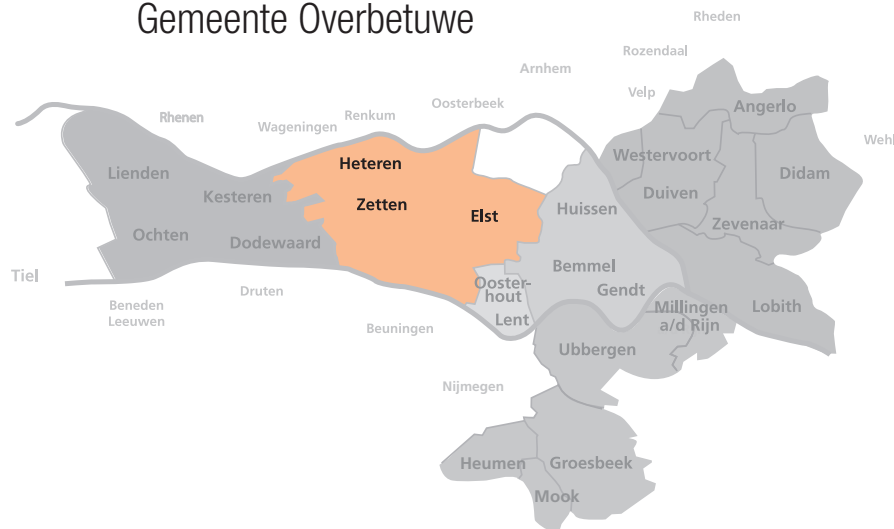 Gemeente Overbetuwe
Rheden
Rozendaal
Arnhem
Velp
Oosterbeek
Angerlo
Renkum
Rhenen
Wageningen
Wehl
Westervoort
Heteren
Lienden
Didam
Kesteren
Duiven
Zetten
Huissen
Elst
Zevenaar
Ochten
Dodewaard
Bemmel
Tiel
Ooster-
hout
Gendt
Druten
Beneden
Leeuwen
Millingen
a/d Rijn
Lobith
Lent
Beuningen
Ubbergen
Nijmegen
Heumen
Groesbeek
Mook